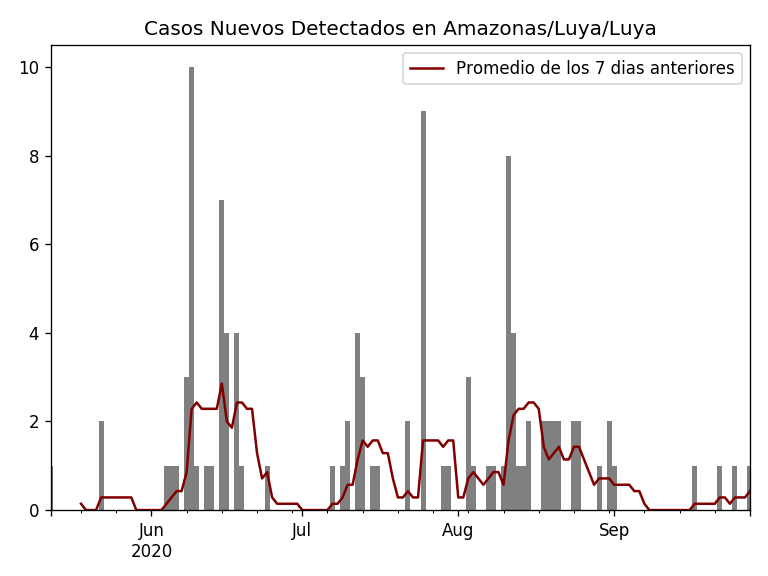 Casos Nuevos Detectados en Amazonas/Luya/Luya
Promedio de los 7 dias anteriores
10
8
6
4
2
0
Jun
2020
Jul
Aug
Sep